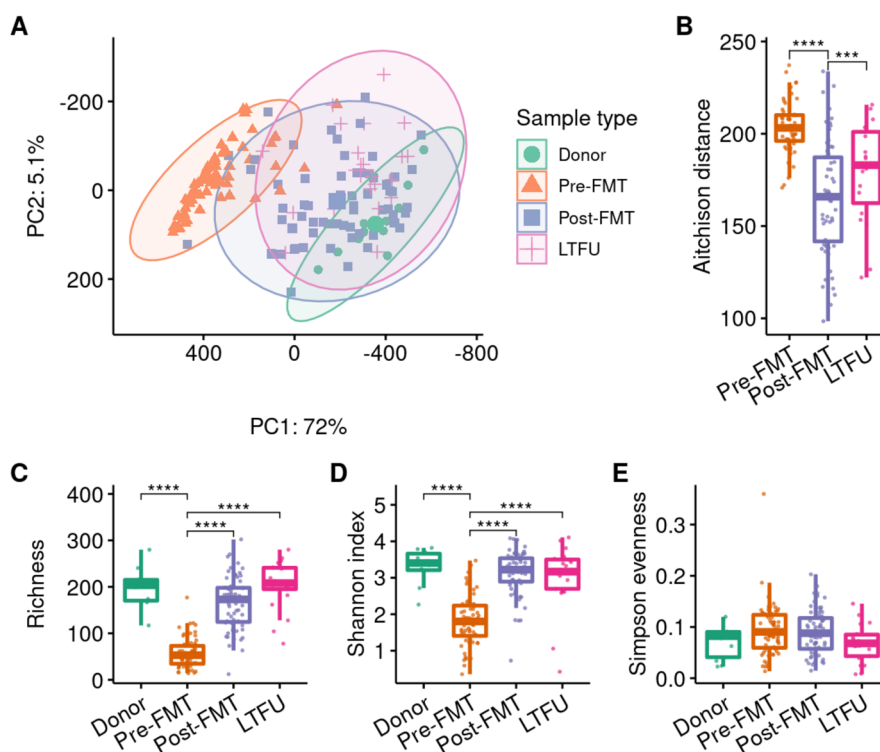 A
-200
0
200
PC2: 5.1%
400 0 -400 -800
PC1: 72%
Sample type
Donor
Pre-FMT
Post-FMT
LTFU
B
250
200
150
100
Aitchison distance
**** ***
Pre-FMT Post-FMT LTFU
C
400
300
200
100
0
Richness
****
****
****
Donor Pre-FMT Post-FMT LTFU
D
5
4
3
2
1
Shannon index
****
****
****
Donor Pre-FMT Post-FMT LTFU
E
0.3
0.2
0.1
0.0
Simpson evenness
Donor Pre-FMT Post-FMT LTFU